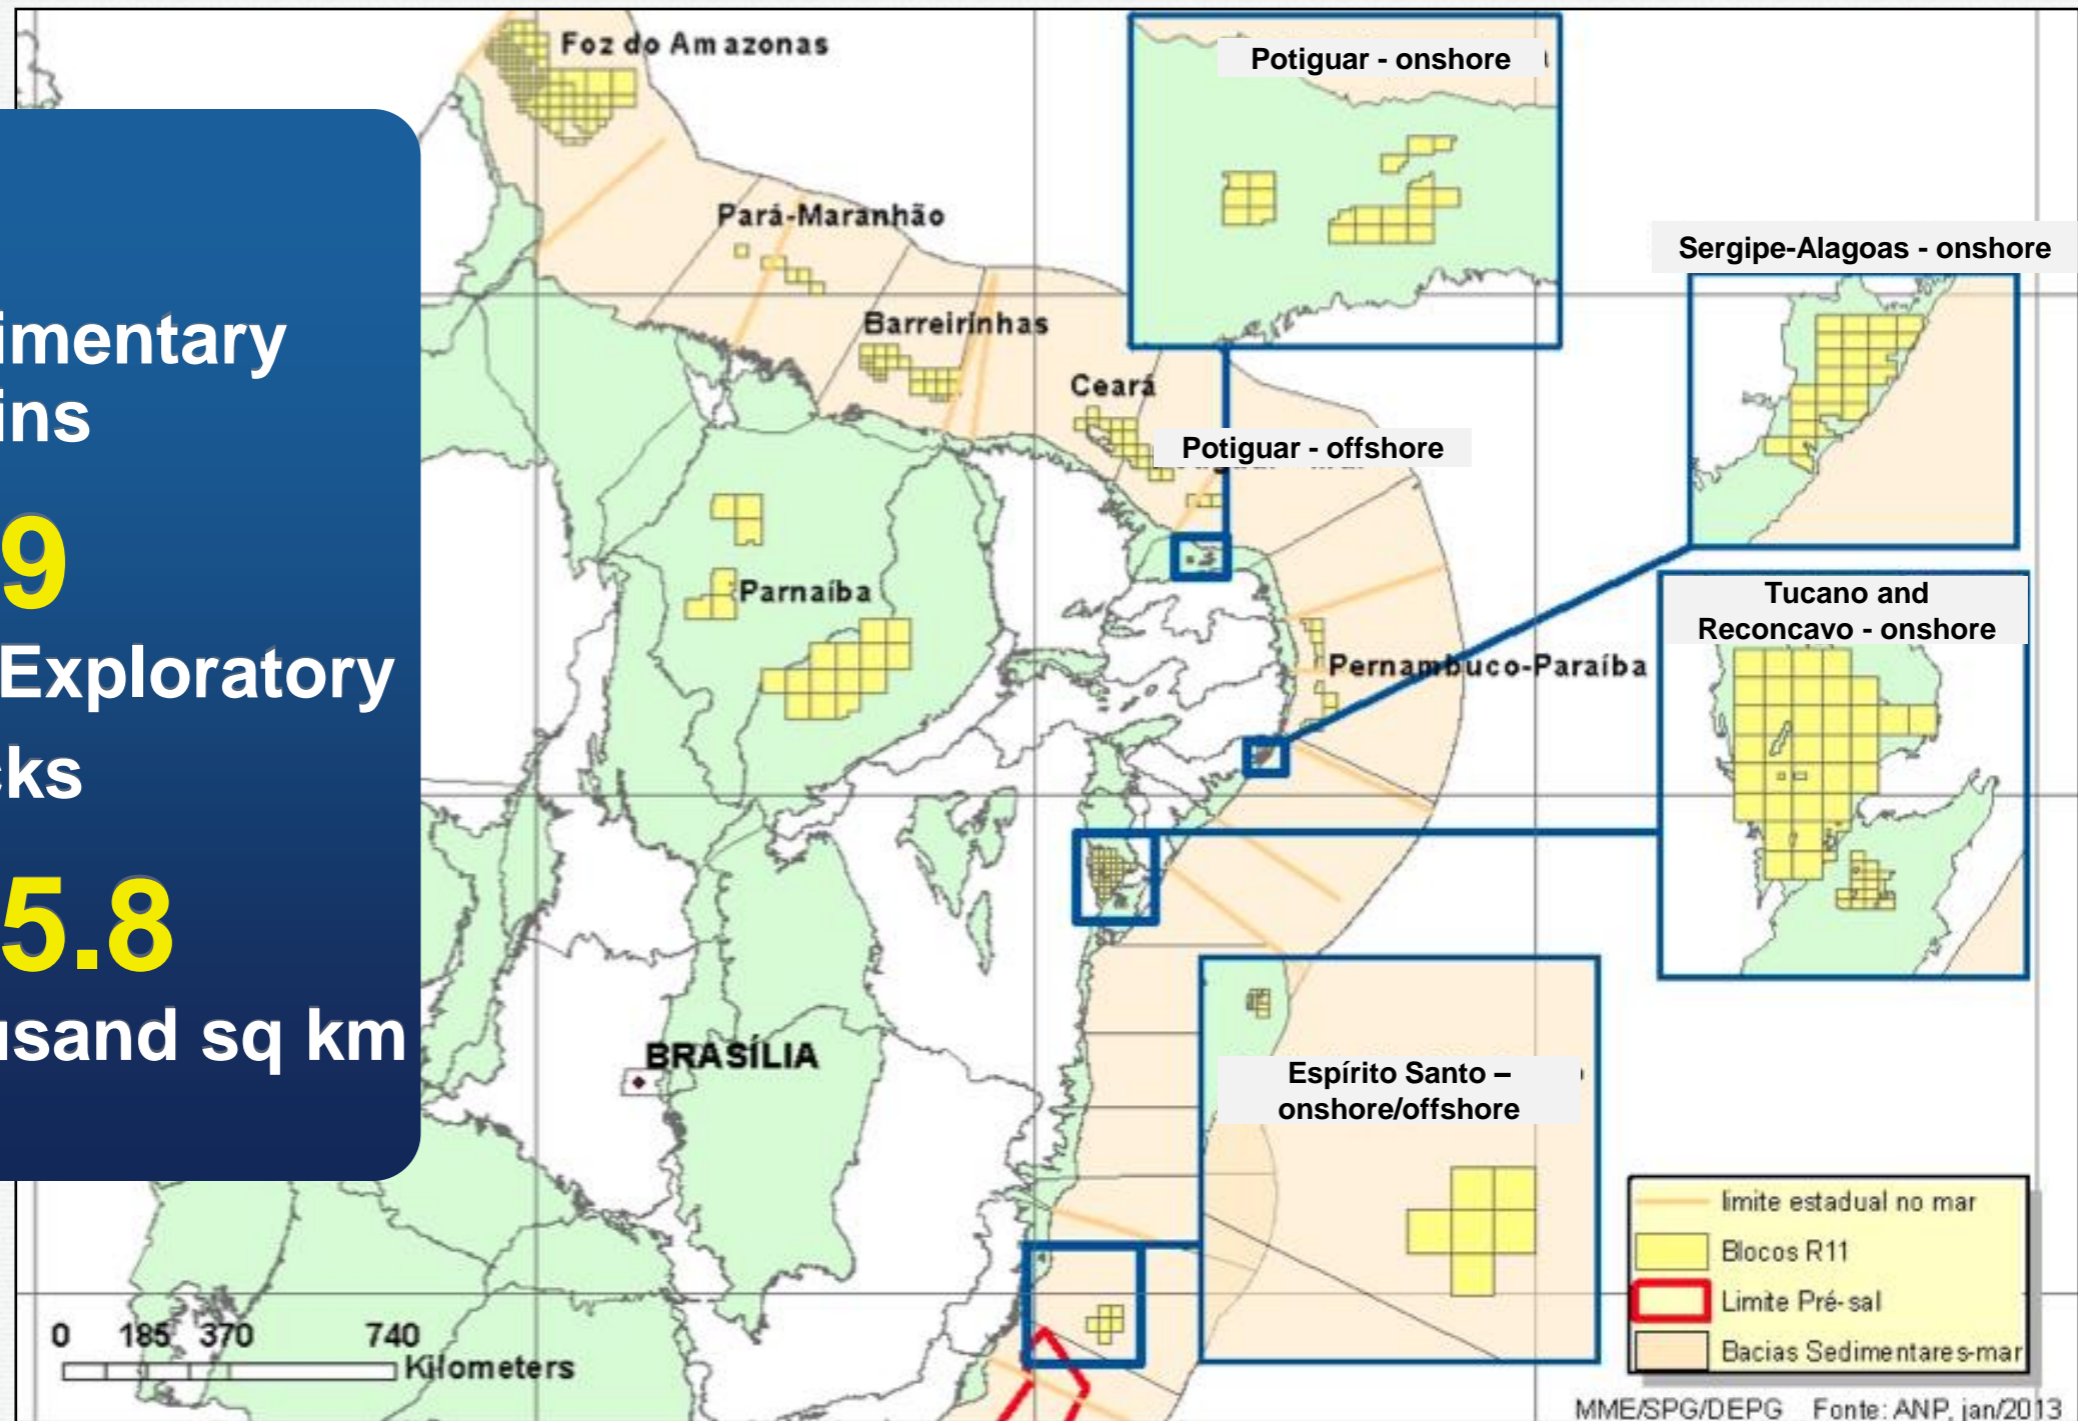 Foz do Amazonas
Potiguar - onshore
Pará-Maranhão
Sergipe-Alagoas - onshore
imentary
ins
Barreirinhas
Ceará
Potiguar - offshore
9
Exploratory
cks
5.8
usand sq km
Parnaíba
Tucano and
Reconcavo - onshore
Pernambuco-Paraíba
BRASÍLIA
Espírito Santo –
onshore/offshore
limite estadual no mar
Blocos R11
Limite Pré-sal
Bacias Sedimentares-mar
0 185 370 740
Kilometers
MME/SPG/DEPG Fonte: ANP, jan/2013